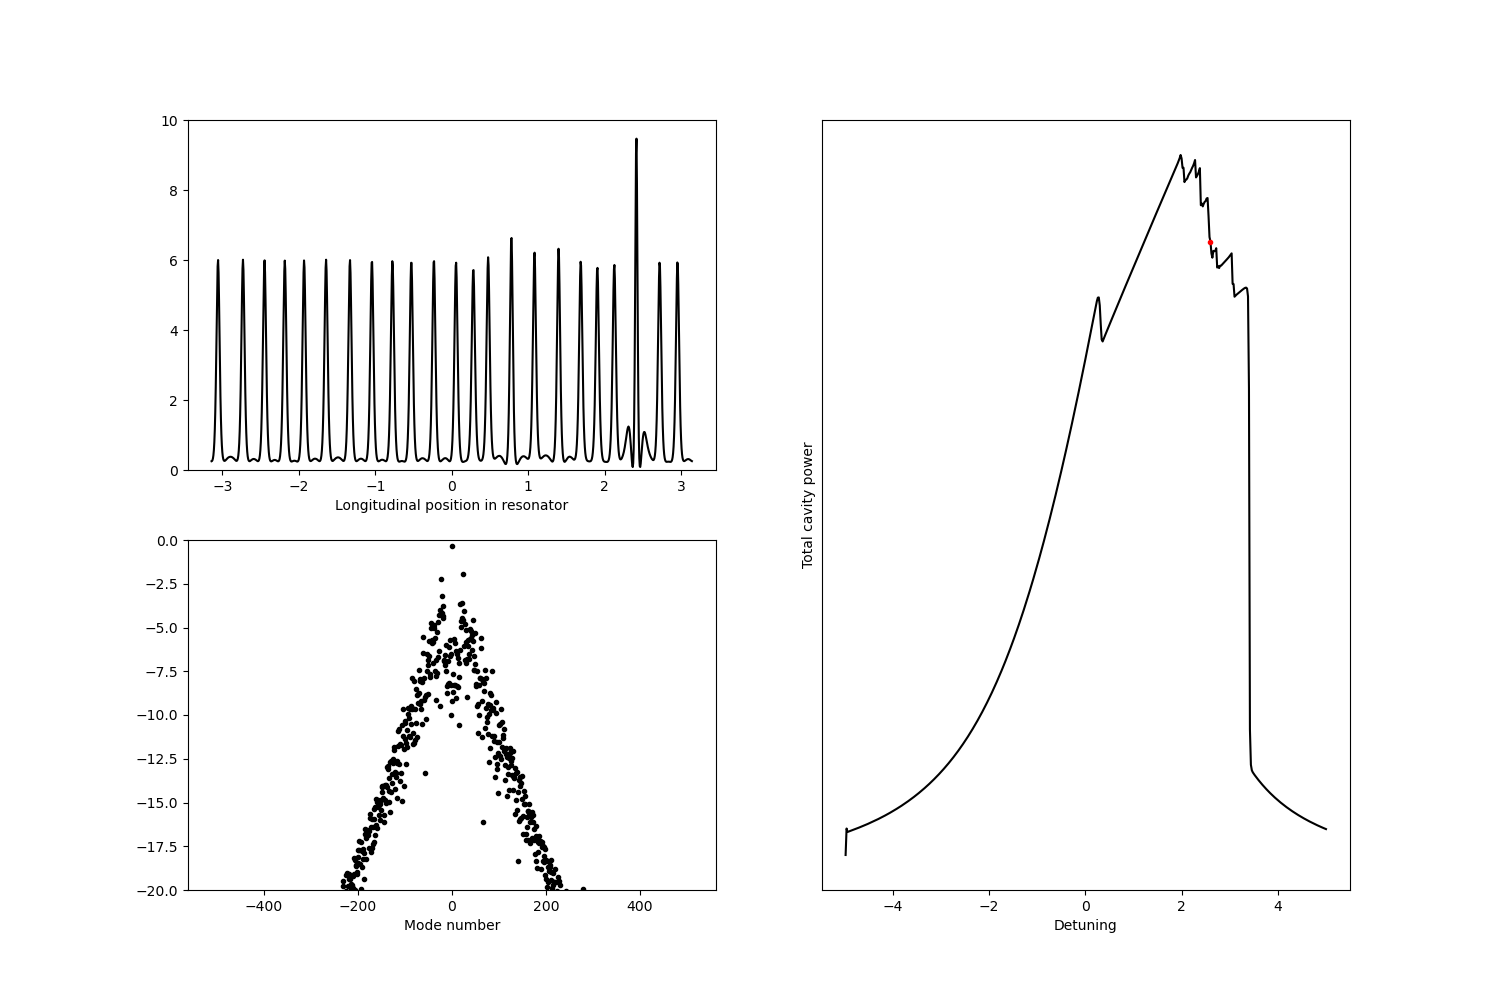 10
8
6
4
2
0
−3 −2 −1 0 1 2 3
Longitudinal position in resonator
0.0
−2.5
−5.0
−7.5
−10.0
−12.5
−15.0
−17.5
−20.0
−400 −200 0 200 400
Mode number
Total cavity power
−4 −2 0 2 4
Detuning